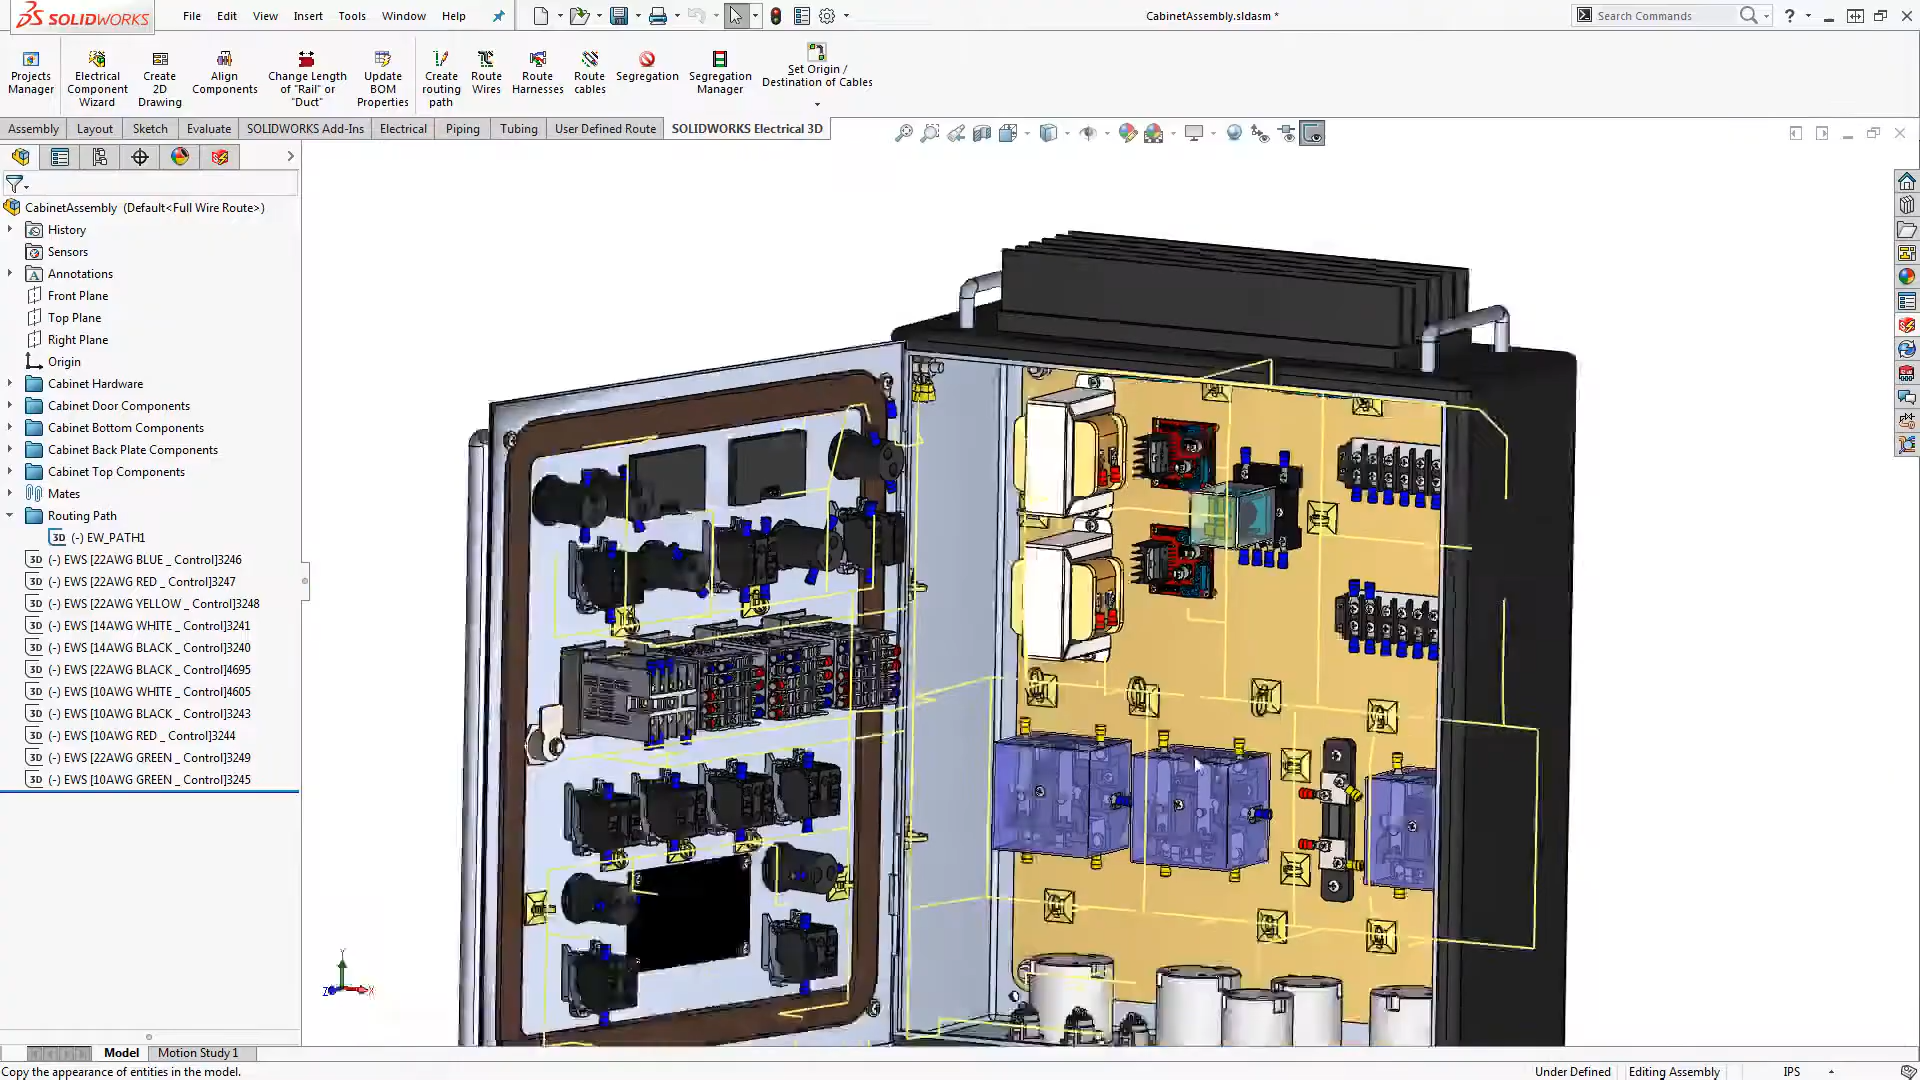 SOLIDWORKS
File Edit View Insert Tools Window Help
CabinetAssembly.sldasm *
Search Commands
Projects Manager
Electrical Component Wizard
Create 2D Drawing
Align Components
Change Length of "Rail" or "Duct"
Update BOM Properties
Create routing path
Route Wires
Route Harnesses
Route cables
Segregation
Segregation Manager
Set Origin / Destination of Cables
Assembly Layout Sketch Evaluate SOLIDWORKS Add-Ins Electrical Piping Tubing User Defined Route SOLIDWORKS Electrical 3D
CabinetAssembly (Default<Full Wire Route>)
History
Sensors
Annotations
Front Plane
Top Plane
Right Plane
Origin
Cabinet Hardware
Cabinet Door Components
Cabinet Bottom Components
Cabinet Back Plate Components
Cabinet Top Components
Mates
Routing Path
3D (-) EW_PATH1
3D (-) EWS [22AWG BLUE _ Control]3246
3D (-) EWS [22AWG RED _ Control]3247
3D (-) EWS [22AWG YELLOW _ Control]3248
3D (-) EWS [14AWG WHITE _ Control]3241
3D (-) EWS [14AWG BLACK _ Control]3240
3D (-) EWS [22AWG BLACK _ Control]4695
3D (-) EWS [10AWG WHITE _ Control]4605
3D (-) EWS [10AWG BLACK _ Control]3243
3D (-) EWS [10AWG RED _ Control]3244
3D (-) EWS [22AWG GREEN _ Control]3249
3D (-) EWS [10AWG GREEN _ Control]3245
Y
Z
X
Model Motion Study 1
Copy the appearance of entities in the model.
Under Defined Editing Assembly IPS